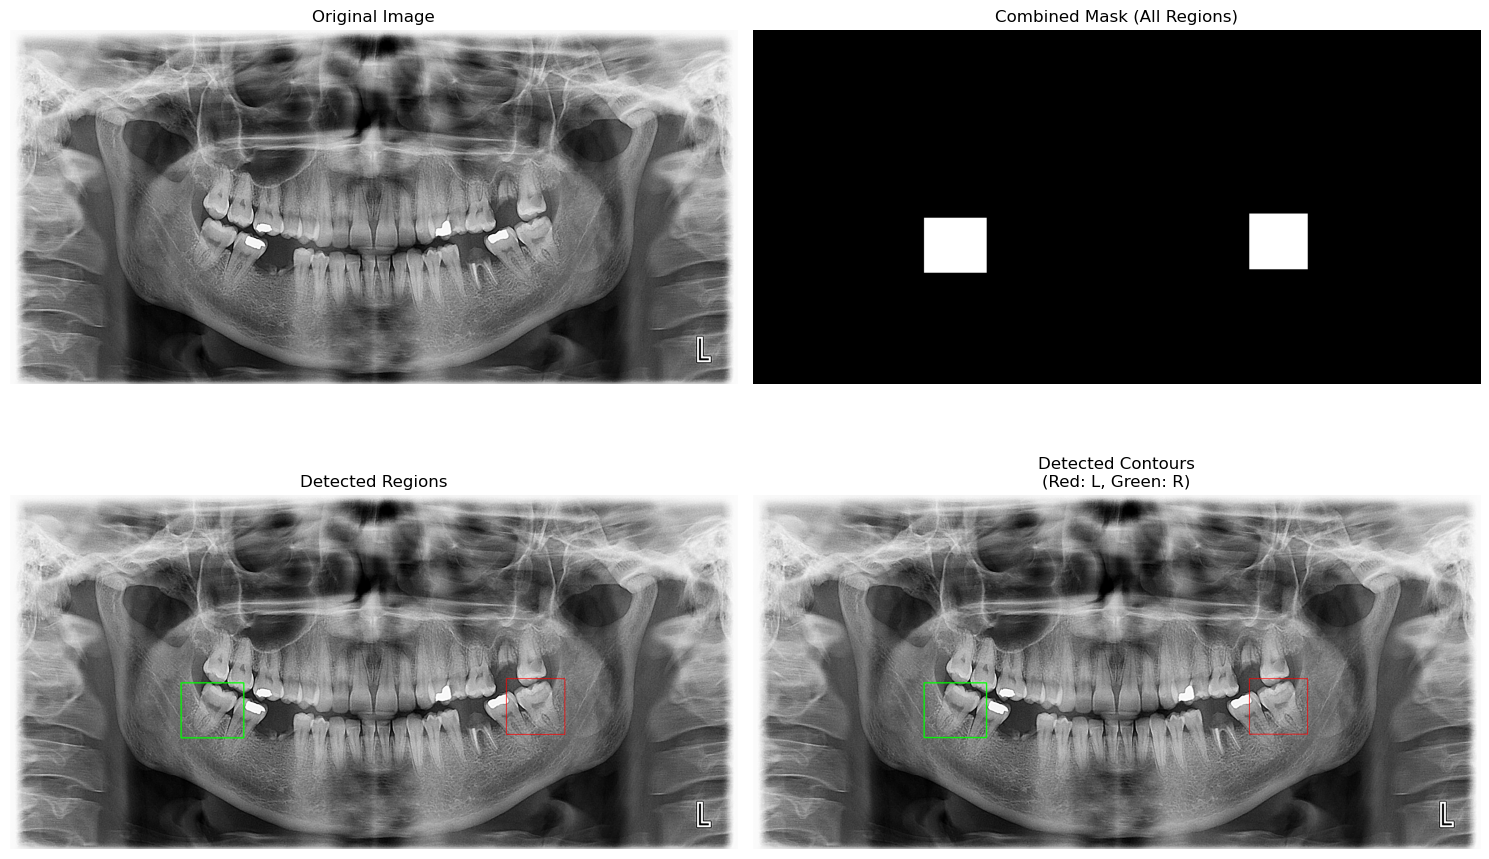 Original Image
Combined Mask (All Regions)
L
Detected Regions
Detected Contours
(Red: L, Green: R)
L
L